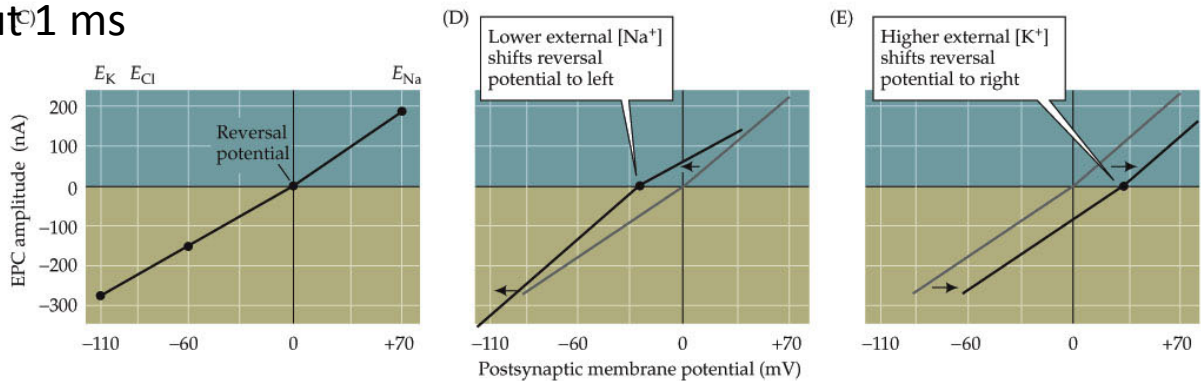 ut 1 ms
C)
E_K E_Cl E_Na
200
100
0
−100
−200
−300
EPC amplitude (nA)
Reversal
potential
−110 −60 0 +70
(D)
Lower external [Na⁺]
shifts reversal
potential to left
−110 −60 0 +70
Postsynaptic membrane potential (mV)
(E)
Higher external [K⁺]
shifts reversal
potential to right
−110 −60 0 +70